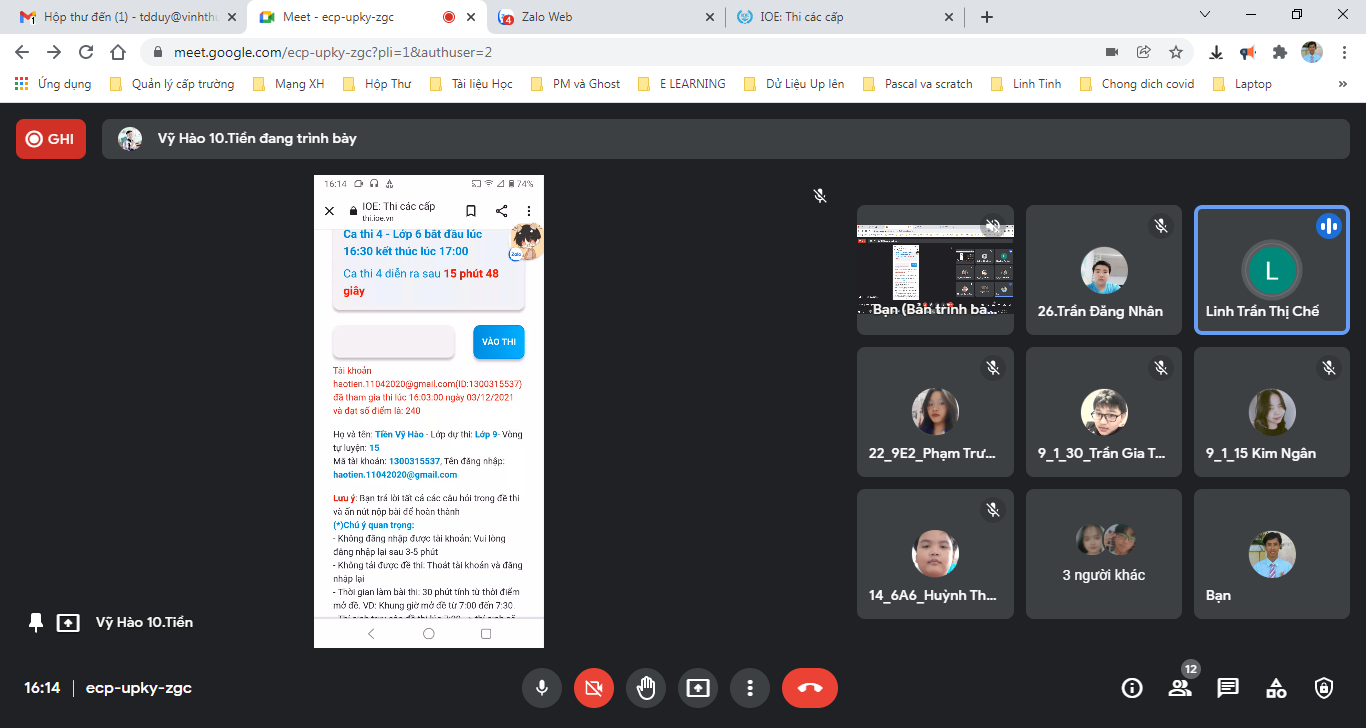 Hộp thư đến (1) - tdduy@vinhthu
Meet - ecp-upky-zgc
Zalo Web
IOE: Thi các cấp
meet.google.com/ecp-upky-zgc?pli=1&authuser=2
Ứng dụng
Quản lý cấp trường
Mạng XH
Hộp Thư
Tài liệu Học
PM và Ghost
E LEARNING
Dử Liệu Up lên
Pascal va scratch
Linh Tinh
Chong dich covid
Laptop
»
GHI
Vỹ Hào 10.Tiền đang trình bày
16:14
74%
IOE: Thi các cấp
thi.ioe.vn
Ca thi 4 - Lớp 6 bắt đầu lúc
16:30 kết thúc lúc 17:00
Zalo
Ca thi 4 diễn ra sau 15 phút 48
giây
VÀO THI
Tài khoản
haotien.11042020@gmail.com(ID:1300315537)
đã tham gia thi lúc 16:03:00 ngày 03/12/2021
và đạt số điểm là: 240
Họ và tên: Tiền Vỹ Hào - Lớp dự thi: Lớp 9- Vòng
tự luyện: 15
Mã tài khoản: 1300315537, Tên đăng nhập:
haotien.11042020@gmail.com
Lưu ý: Bạn trả lời tất cả các câu hỏi trong đề thi
và ấn nút nộp bài để hoàn thành
(*)Chú ý quan trọng:
- Không đăng nhập được tài khoản: Vui lòng
đăng nhập lại sau 3-5 phút
- Không tải được đề thi: Thoát tài khoản và đăng
nhập lại
- Thời gian làm bài thi: 30 phút tính từ thời điểm
mở đề. VD: Khung giờ mở đề từ 7:00 đến 7:30.
Bạn (Bản trình bà...
26.Trần Đăng Nhân
L
Linh Trần Thị Chế
22_9E2_Phạm Trư...
9_1_30_Trần Gia T...
9_1_15 Kim Ngân
14_6A6_Huỳnh Th...
3 người khác
Bạn
Vỹ Hào 10.Tiền
16:14
ecp-upky-zgc
12